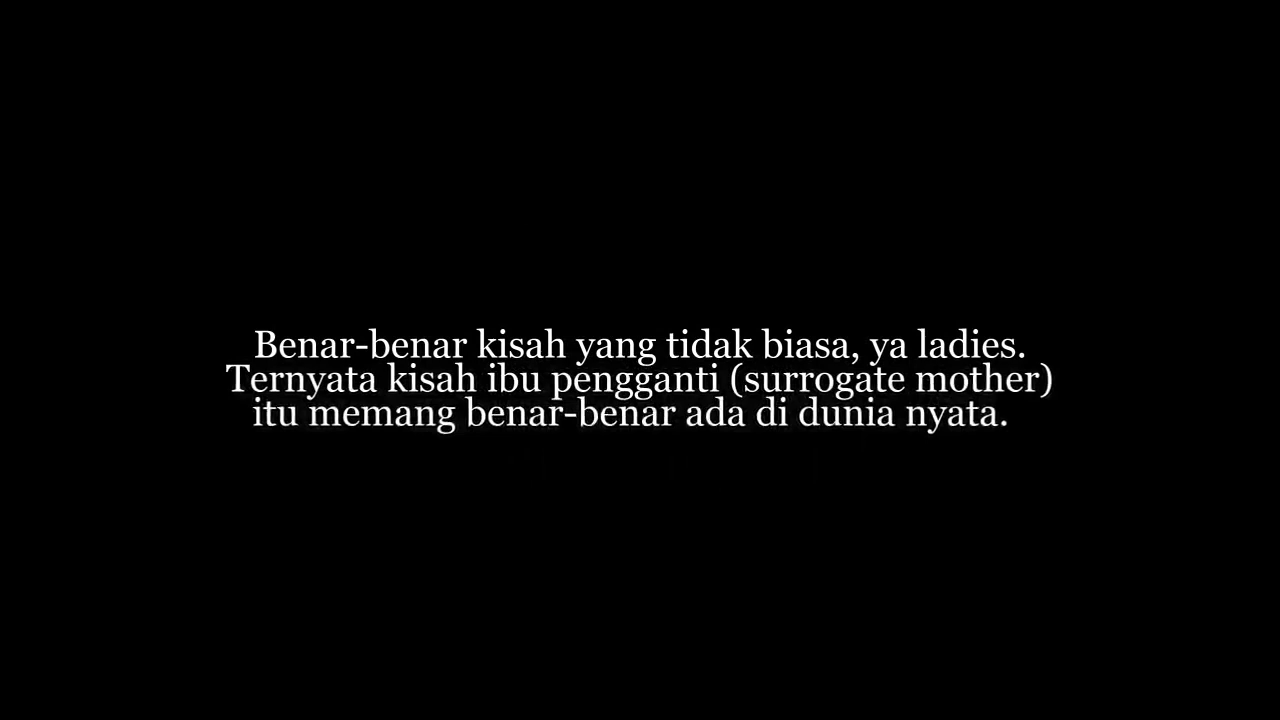 Benar-benar kisah yang tidak biasa, ya ladies.
Ternyata kisah ibu pengganti (surrogate mother)
itu memang benar-benar ada di dunia nyata.